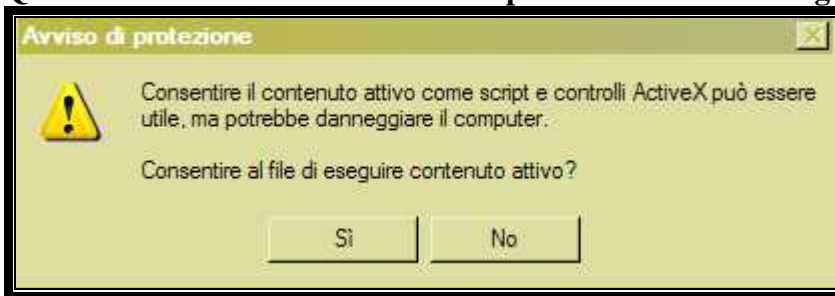 Avviso di protezione
Consentire il contenuto attivo come script e controlli ActiveX può essere
utile, ma potrebbe danneggiare il computer.
Consentire al file di eseguire contenuto attivo?
Sì No